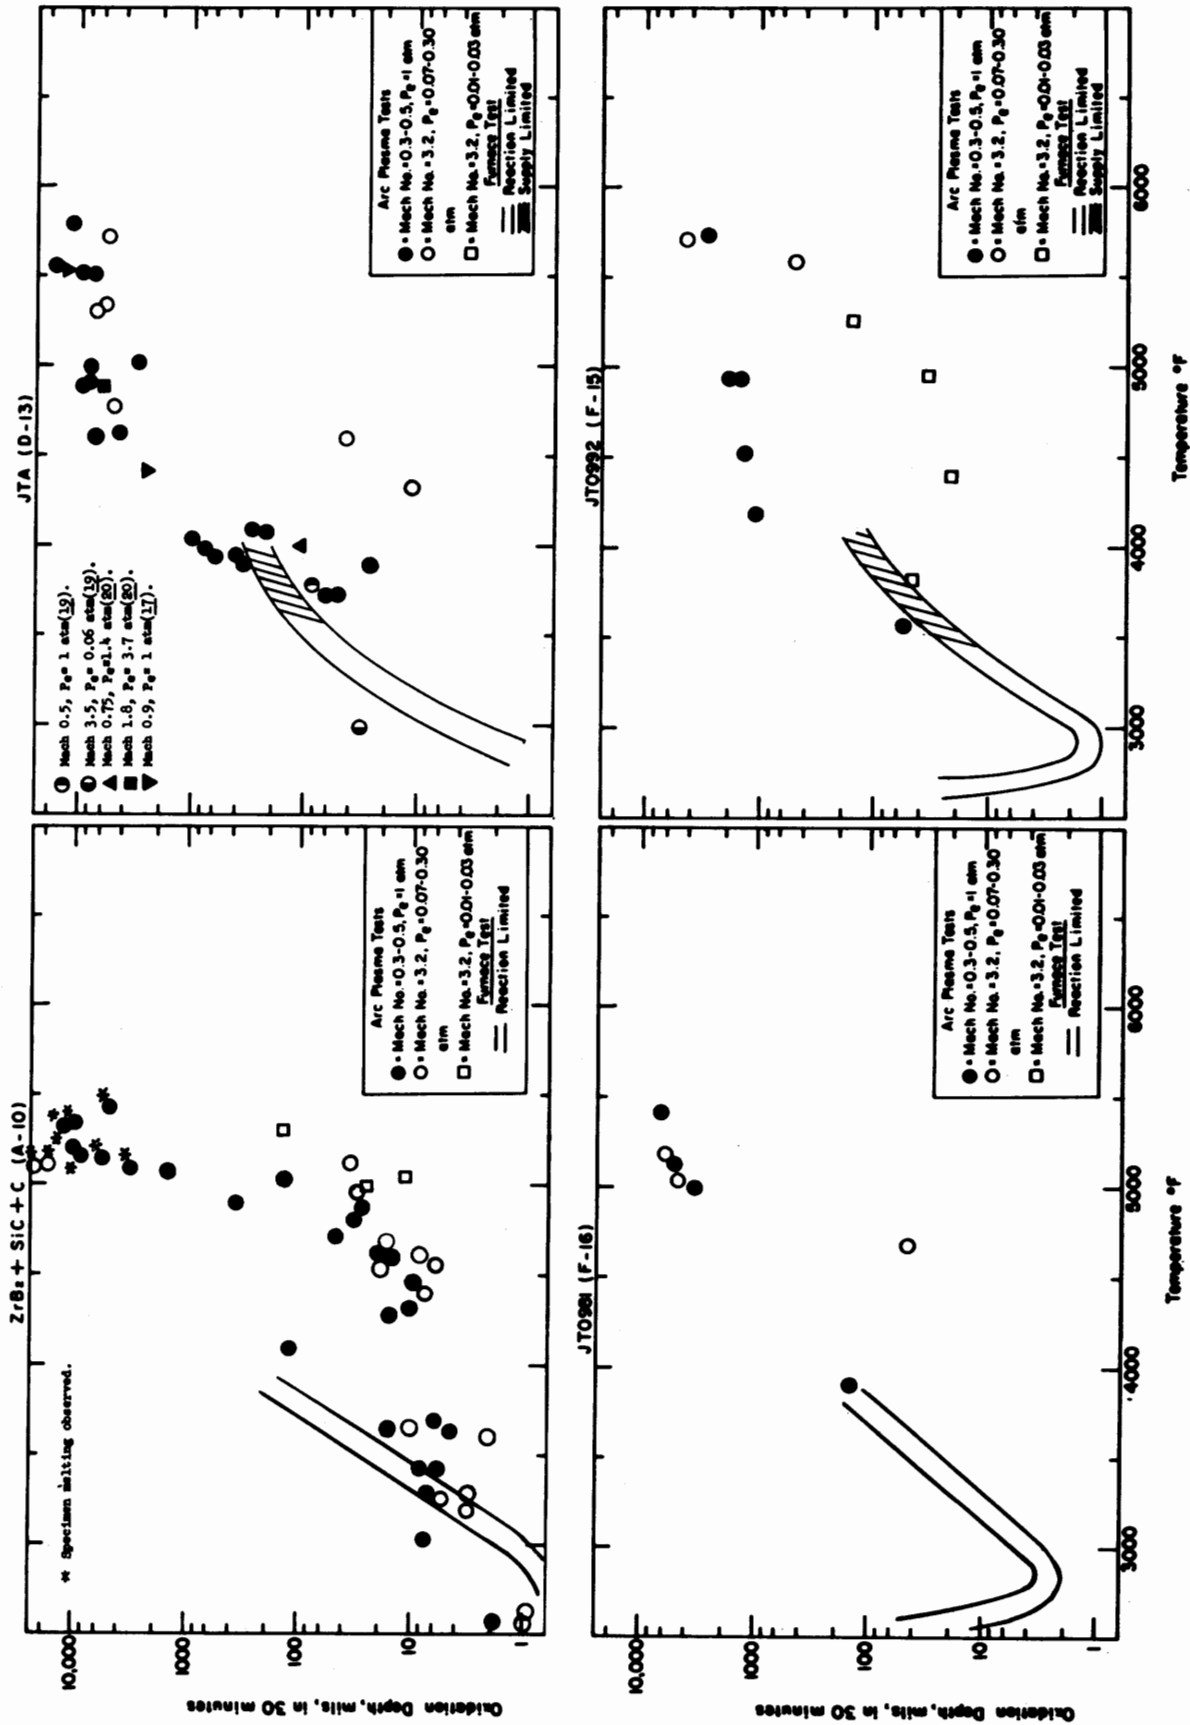 ZrB₂ + SiC + C (A-10)
* Specimen melting observed.
Arc Plasma Tests
● = Mach No. = 0.3-0.5, Pe = 1 atm
○ = Mach No. = 3.2, Pe = 0.07-0.30
atm
□ = Mach No. = 3.2, Pe = 0.01-0.03 atm
Furnace Test
Reaction Limited
10,000
1000
100
10
1
Oxidation Depth, mils, in 30 minutes
JTA (D-13)
Mach 0.5, Pe= 1 atm(19).
Mach 3.5, Pe= 0.06 atm(19).
▲ Mach 0.75, Pe=1.4 atm(20).
■ Mach 1.8, Pe= 3.7 atm(20).
▼ Mach 0.9, Pe= 1 atm(17).
Arc Plasma Tests
● = Mach No. = 0.3-0.5, Pe = 1 atm
○ = Mach No. = 3.2, Pe = 0.07-0.30
atm
□ = Mach No. = 3.2, Pe = 0.01-0.03 atm
Furnace Test
Reaction Limited
Supply Limited
JT0981 (F-16)
Arc Plasma Tests
● = Mach No. = 0.3-0.5, Pe = 1 atm
○ = Mach No. = 3.2, Pe = 0.07-0.30
atm
□ = Mach No. = 3.2, Pe = 0.01-0.03 atm
Furnace Test
Reaction Limited
10,000
1000
100
10
1
Oxidation Depth, mils, in 30 minutes
3000
4000
5000
6000
Temperature °F
JT0992 (F-15)
Arc Plasma Tests
● = Mach No. = 0.3-0.5, Pe = 1 atm
○ = Mach No. = 3.2, Pe = 0.07-0.30
atm
□ = Mach No. = 3.2, Pe = 0.01-0.03 atm
Furnace Test
Reaction Limited
Supply Limited
10,000
1000
100
10
1
3000
4000
5000
6000
Temperature °F